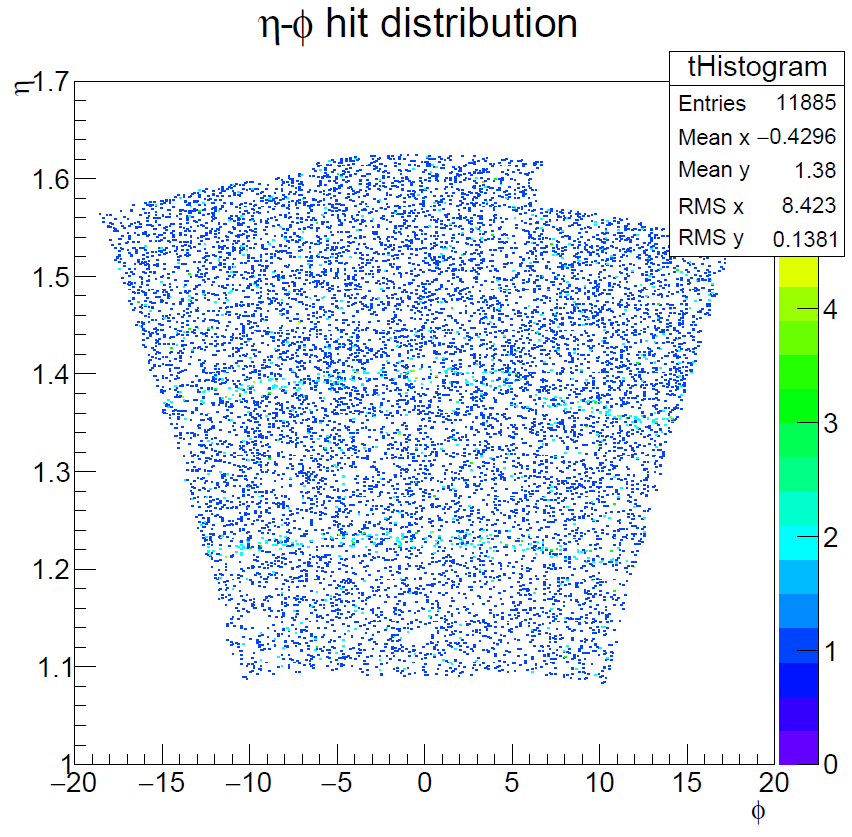 η-ϕ hit distribution
η
tHistogram
Entries 11885
Mean x −0.4296
Mean y 1.38
RMS x 8.423
RMS y 0.1381
1.7
1.6
1.5
1.4
1.3
1.2
1.1
1
−20 −15 −10 −5 0 5 10 15 20
ϕ
4
3
2
1
0